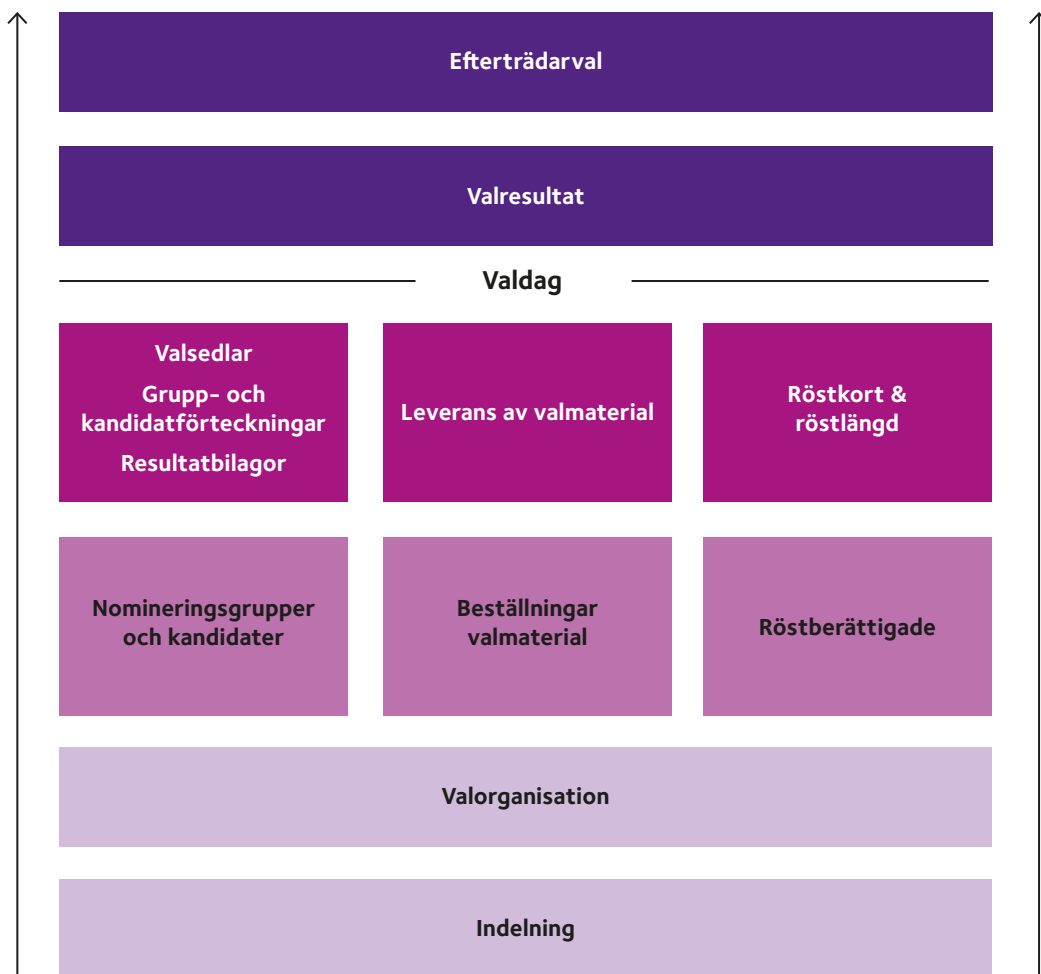 Efterträdarval
Valresultat
Valdag
Valsedlar
Grupp- och
kandidatförteckningar
Resultatbilagor
Leverans av valmaterial
Röstkort &
röstlängd
Nomineringsgrupper
och kandidater
Beställningar
valmaterial
Röstberättigade
Valorganisation
Indelning